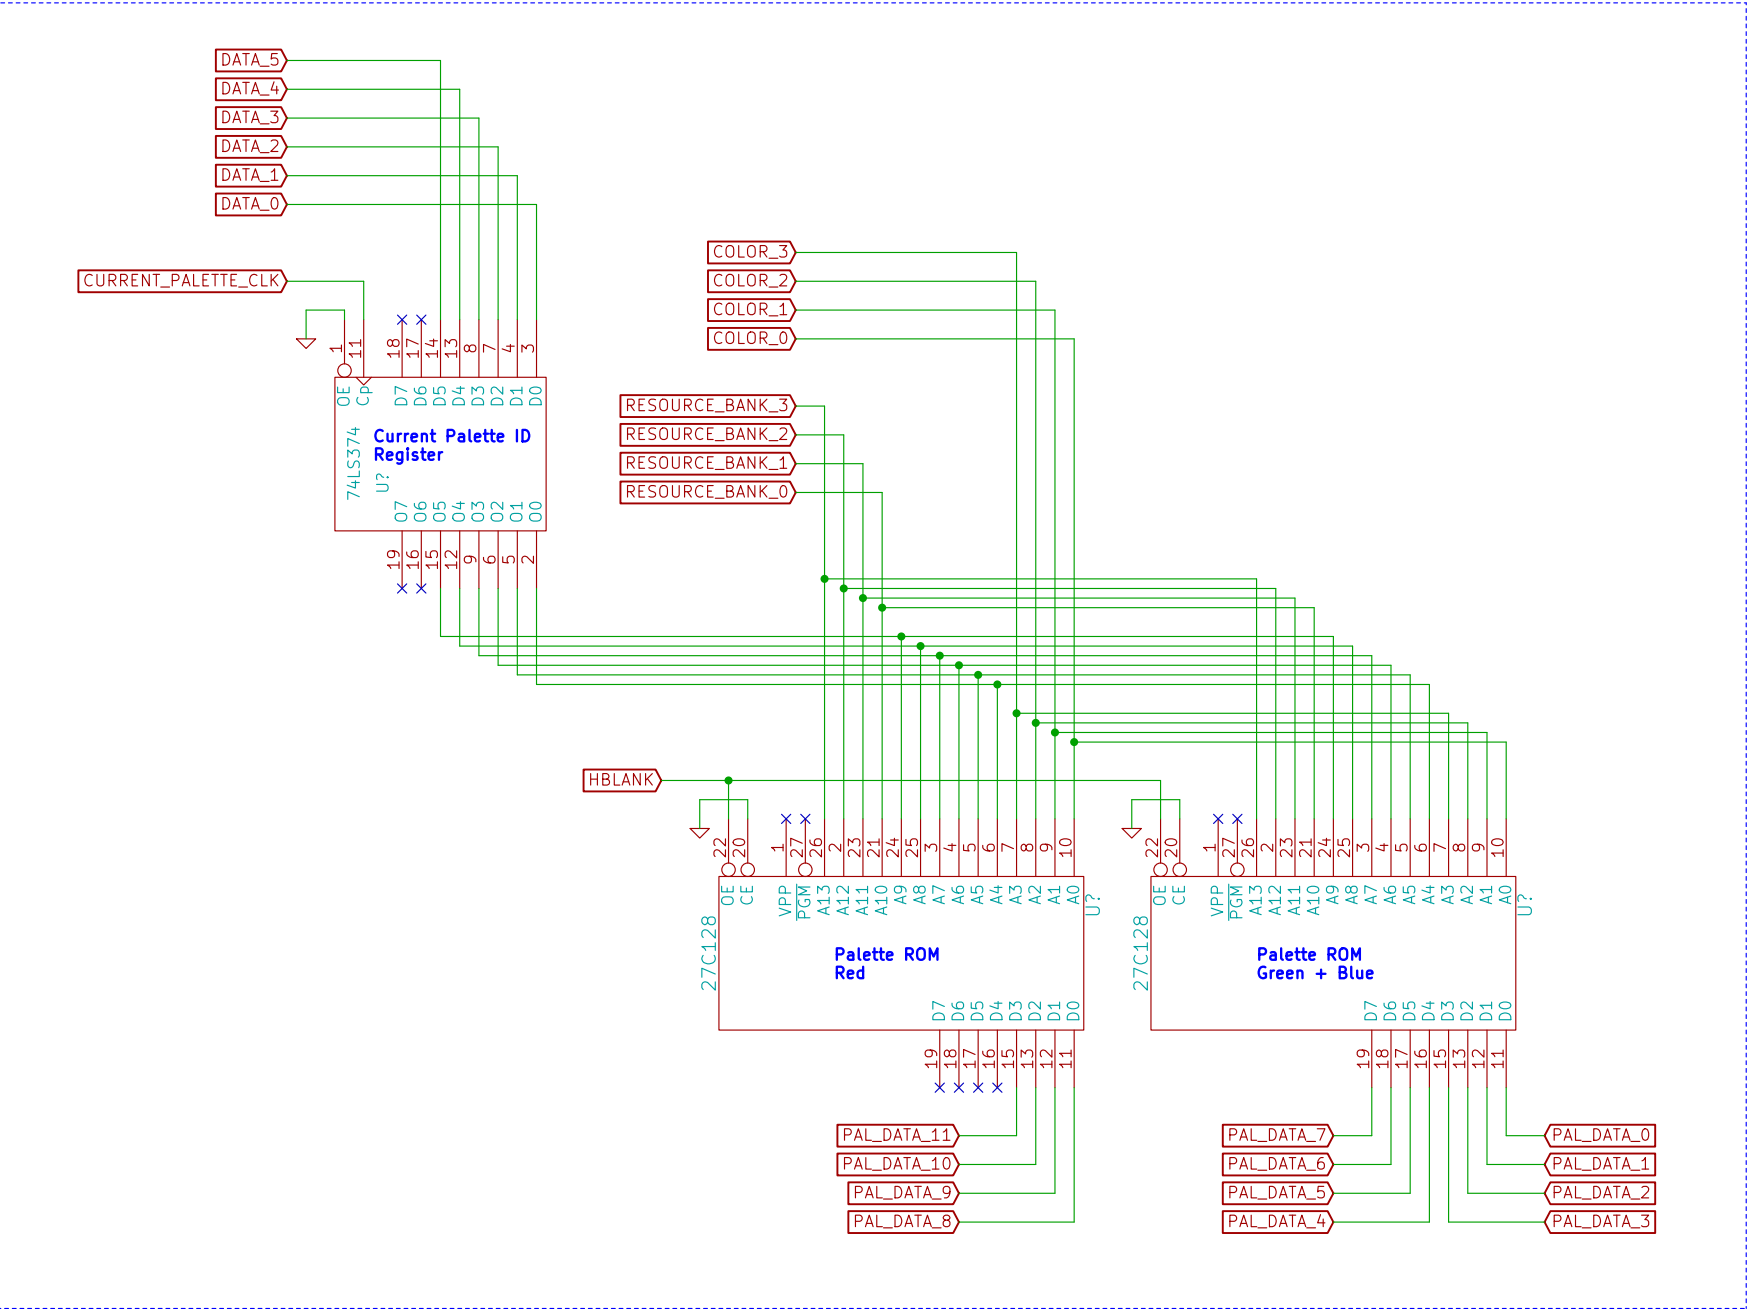 DATA_5
DATA_4
DATA_3
DATA_2
DATA_1
DATA_0
CURRENT_PALETTE_CLK
1 11 18 17 14 13 8 7 4 3
OE Cp D7 D6 D5 D4 D3 D2 D1 D0
Current Palette ID
Register
74LS374
U?
O7 O6 O5 O4 O3 O2 O1 O0
19 16 15 12 9 6 5 2
COLOR_3
COLOR_2
COLOR_1
COLOR_0
RESOURCE_BANK_3
RESOURCE_BANK_2
RESOURCE_BANK_1
RESOURCE_BANK_0
HBLANK
22 20 1 27 26 2 23 21 24 25 3 4 5 6 7 8 9 10
OE CE VPP PGM A13 A12 A11 A10 A9 A8 A7 A6 A5 A4 A3 A2 A1 A0
U?
27C128
Palette ROM
Red
D7 D6 D5 D4 D3 D2 D1 D0
19 18 17 16 15 13 12 11
PAL_DATA_11
PAL_DATA_10
PAL_DATA_9
PAL_DATA_8
22 20 1 27 26 2 23 21 24 25 3 4 5 6 7 8 9 10
OE CE VPP PGM A13 A12 A11 A10 A9 A8 A7 A6 A5 A4 A3 A2 A1 A0
U?
27C128
Palette ROM
Green + Blue
D7 D6 D5 D4 D3 D2 D1 D0
19 18 17 16 15 13 12 11
PAL_DATA_7
PAL_DATA_6
PAL_DATA_5
PAL_DATA_4
PAL_DATA_0
PAL_DATA_1
PAL_DATA_2
PAL_DATA_3